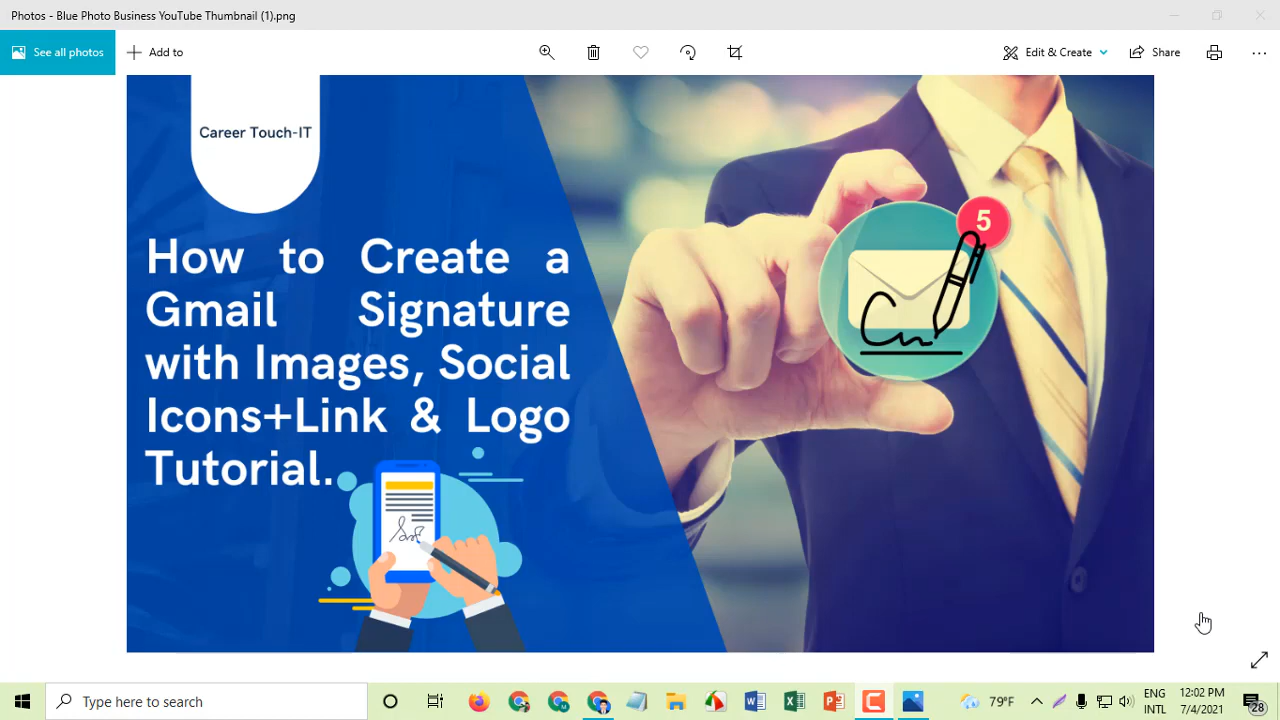 Photos - Blue Photo Business YouTube Thumbnail (1).png
See all photos
Add to
Edit & Create
Share
Career Touch-IT
5
How to Create a
Gmail Signature
with Images, Social
Icons+Link & Logo
Tutorial.
Type here to search
79°F
ENG
INTL
12:02 PM
7/4/2021
28